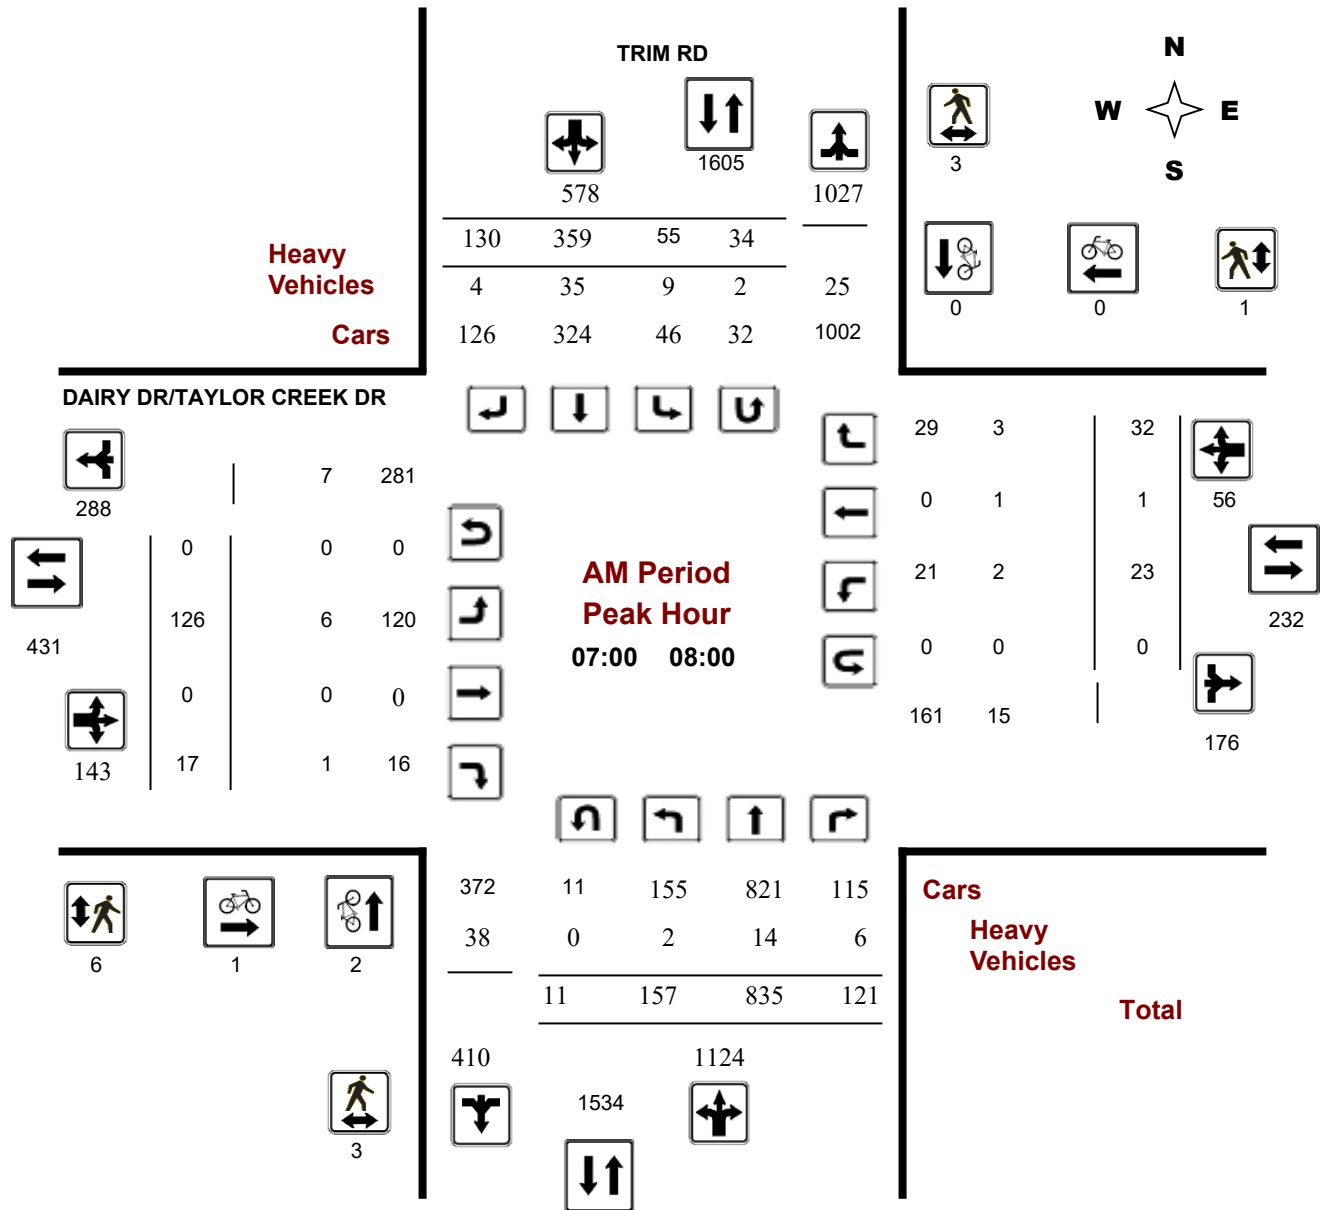 TRIM RD
N
W E
S
1605
3
578
1027
130 359 55 34
Heavy
Vehicles
4 35 9 2 25
0 0 1
Cars
126 324 46 32 1002
DAIRY DR/TAYLOR CREEK DR
29 3 32
7 281
288
0 1 1 56
0 0 0
AM Period
21 2 23
Peak Hour
126 6 120
232
431
07:00 08:00
0 0 0
0 0 0
161 15
176
143
17 1 16
372 11 155 821 115
Cars
38 0 2 14 6
Heavy
Vehicles
6 1 2
11 157 835 121
Total
410 1124
1534
3